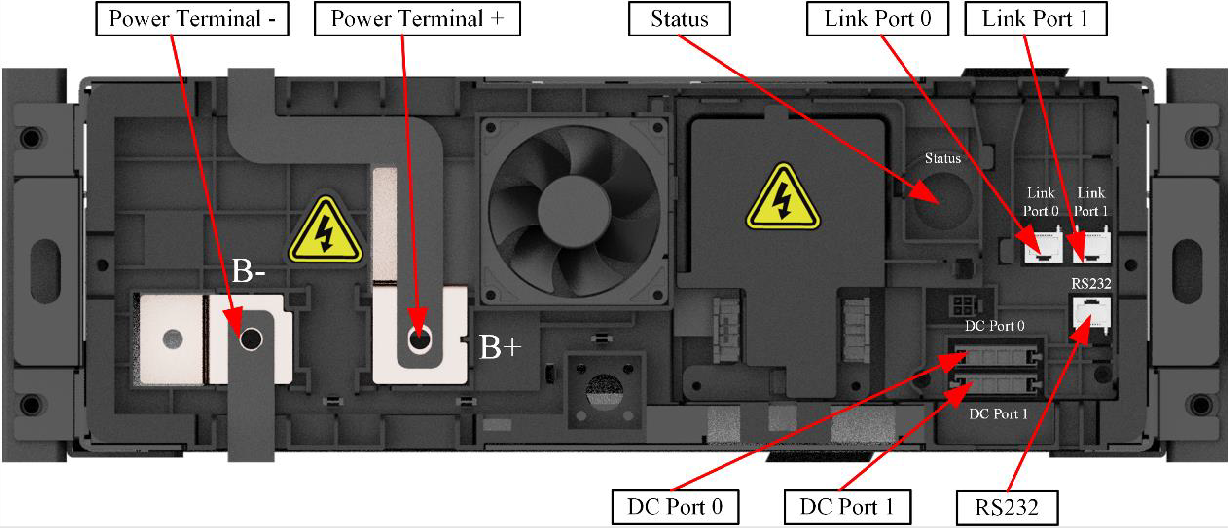 Power Terminal -
Power Terminal +
Status
Link Port 0
Link Port 1
Status
Link
Port 0
Link
Port 1
B-
RS232
DC Port 0
B+
DC Port 1
DC Port 0
DC Port 1
RS232